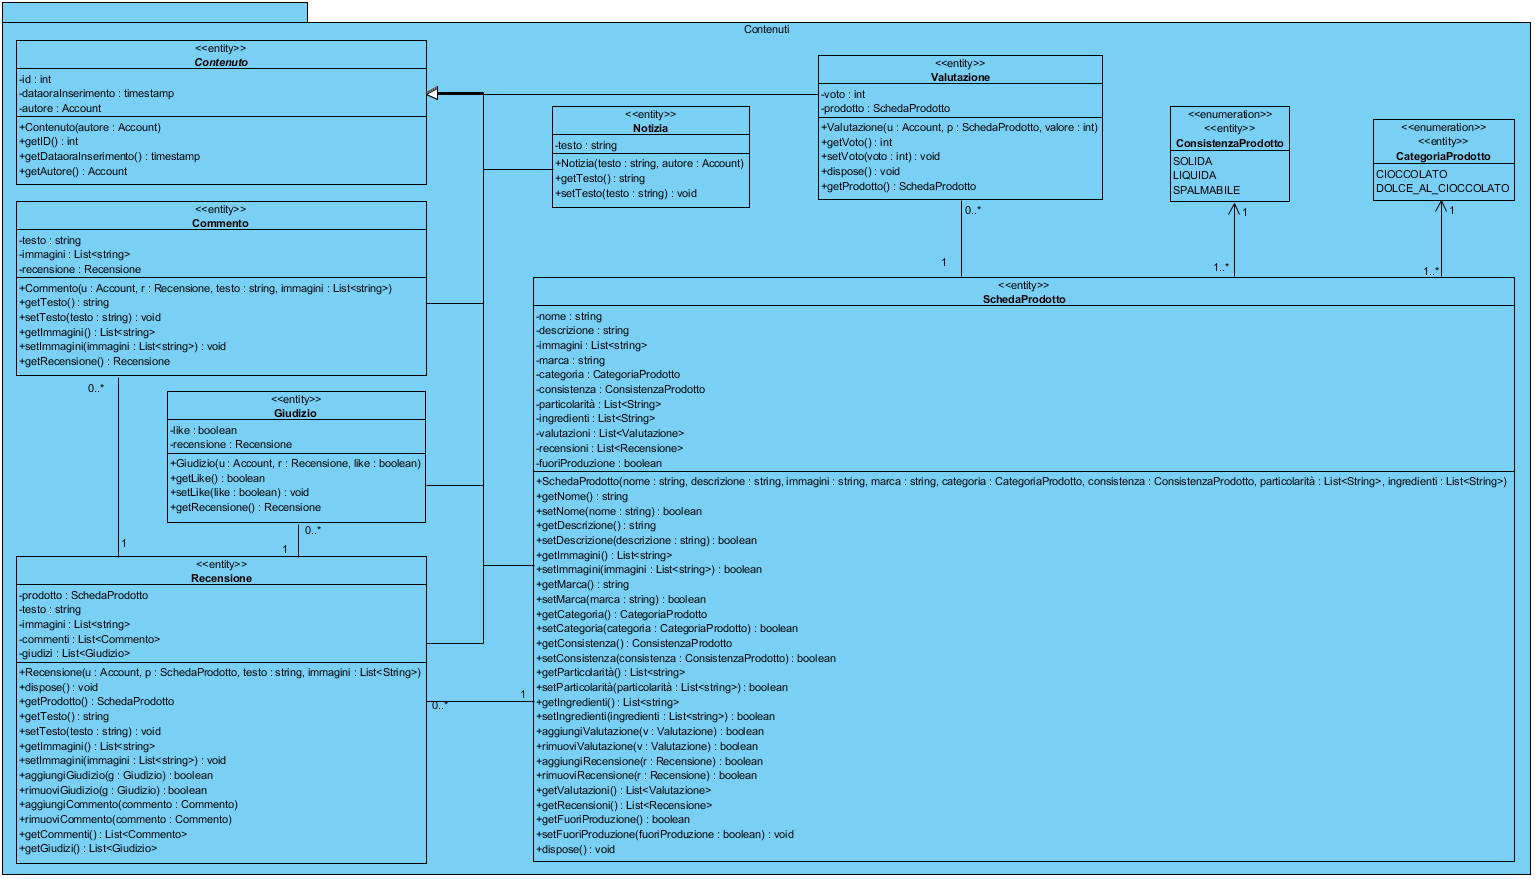 Contenuti
<<entity>>
Contenuto
-id : int
-dataoraInserimento : timestamp
-autore : Account
+Contenuto(autore : Account)
+getID() : int
+getDataoraInserimento() : timestamp
+getAutore() : Account
<<entity>>
Notizia
-testo : string
+Notizia(testo : string, autore : Account)
+getTesto() : string
+setTesto(testo : string) : void
<<entity>>
Valutazione
-voto : int
-prodotto : SchedaProdotto
+Valutazione(u : Account, p : SchedaProdotto, valore : int)
+getVoto() : int
+setVoto(voto : int) : void
+dispose() : void
+getProdotto() : SchedaProdotto
0..*
1
<<enumeration>>
<<entity>>
ConsistenzaProdotto
SOLIDA
LIQUIDA
SPALMABILE
1
1..*
<<enumeration>>
<<entity>>
CategoriaProdotto
CIOCCOLATO
DOLCE_AL_CIOCCOLATO
1
1..*
<<entity>>
Commento
-testo : string
-immagini : List<string>
-recensione : Recensione
+Commento(u : Account, r : Recensione, testo : string, immagini : List<string>)
+getTesto() : string
+setTesto(testo : string) : void
+getImmagini() : List<string>
+setImmagini(immagini : List<string>) : void
+getRecensione() : Recensione
0..*
1
<<entity>>
Giudizio
-like : boolean
-recensione : Recensione
+Giudizio(u : Account, r : Recensione, like : boolean)
+getLike() : boolean
+setLike(like : boolean) : void
+getRecensione() : Recensione
0..*
1
<<entity>>
Recensione
-prodotto : SchedaProdotto
-testo : string
-immagini : List<string>
-commenti : List<Commento>
-giudizi : List<Giudizio>
+Recensione(u : Account, p : SchedaProdotto, testo : string, immagini : List<String>)
+dispose() : void
+getProdotto() : SchedaProdotto
+getTesto() : string
+setTesto(testo : string) : void
+getImmagini() : List<string>
+setImmagini(immagini : List<string>) : void
+aggiungiGiudizio(g : Giudizio) : boolean
+rimuoviGiudizio(g : Giudizio) : boolean
+aggiungiCommento(commento : Commento)
+rimuoviCommento(commento : Commento)
+getCommenti() : List<Commento>
+getGiudizi() : List<Giudizio>
0..*
1
<<entity>>
SchedaProdotto
-nome : string
-descrizione : string
-immagini : List<string>
-marca : string
-categoria : CategoriaProdotto
-consistenza : ConsistenzaProdotto
-particolarità : List<String>
-ingredienti : List<String>
-valutazioni : List<Valutazione>
-recensioni : List<Recensione>
-fuoriProduzione : boolean
+SchedaProdotto(nome : string, descrizione : string, immagini : string, marca : string, categoria : CategoriaProdotto, consistenza : ConsistenzaProdotto, particolarità : List<String>, ingredienti : List<String>)
+getNome() : string
+setNome(nome : string) : boolean
+getDescrizione() : string
+setDescrizione(descrizione : string) : boolean
+getImmagini() : List<string>
+setImmagini(immagini : List<string>) : boolean
+getMarca() : string
+setMarca(marca : string) : boolean
+getCategoria() : CategoriaProdotto
+setCategoria(categoria : CategoriaProdotto) : boolean
+getConsistenza() : ConsistenzaProdotto
+setConsistenza(consistenza : ConsistenzaProdotto) : boolean
+getParticolarità() : List<string>
+setParticolarità(particolarità : List<string>) : boolean
+getIngredienti() : List<string>
+setIngredienti(ingredienti : List<string>) : boolean
+aggiungiValutazione(v : Valutazione) : boolean
+rimuoviValutazione(v : Valutazione) : boolean
+aggiungiRecensione(r : Recensione) : boolean
+rimuoviRecensione(r : Recensione) : boolean
+getValutazioni() : List<Valutazione>
+getRecensioni() : List<Recensione>
+getFuoriProduzione() : boolean
+setFuoriProduzione(fuoriProduzione : boolean) : void
+dispose() : void